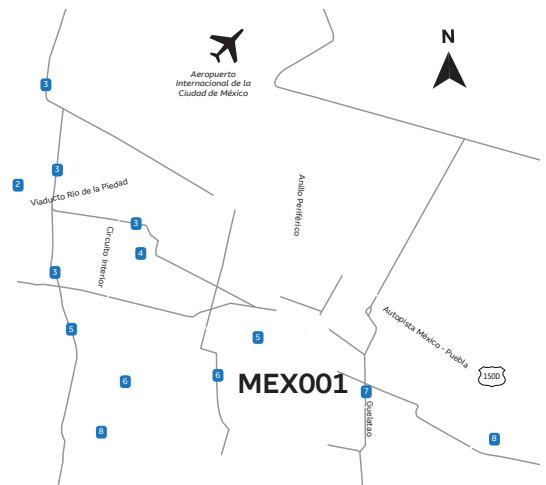 N
Aeropuerto
Internacional de la
Ciudad de México
3
3
2
Viaducto Río de la Piedad
Anillo Periférico
3
4
Circuito Interior
3
5
5
Autopista México - Puebla
150D
6
6
MEX001
7
Guelatao
8
8